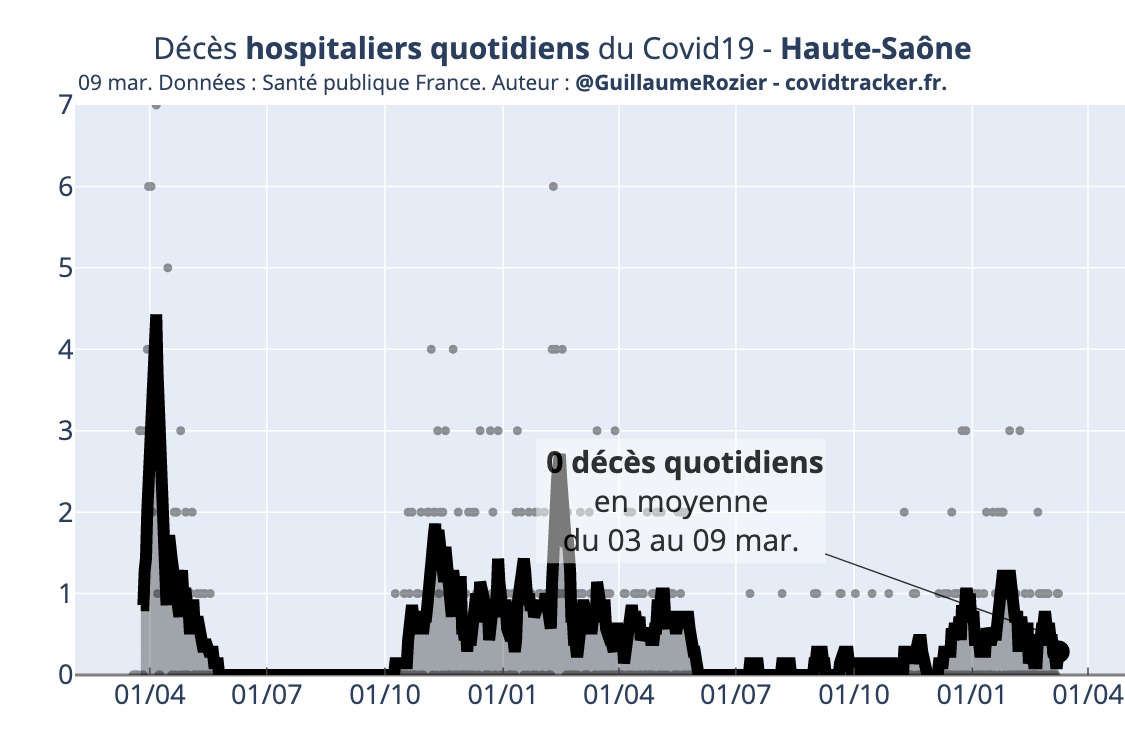 Décès hospitaliers quotidiens du Covid19 - Haute-Saône
09 mar. Données : Santé publique France. Auteur : @GuillaumeRozier - covidtracker.fr.
7
6
5
4
3
0 décès quotidiens
en moyenne
2
du 03 au 09 mar.
1
0
01/04 01/07 01/10 01/01 01/04 01/07 01/10 01/01 01/04